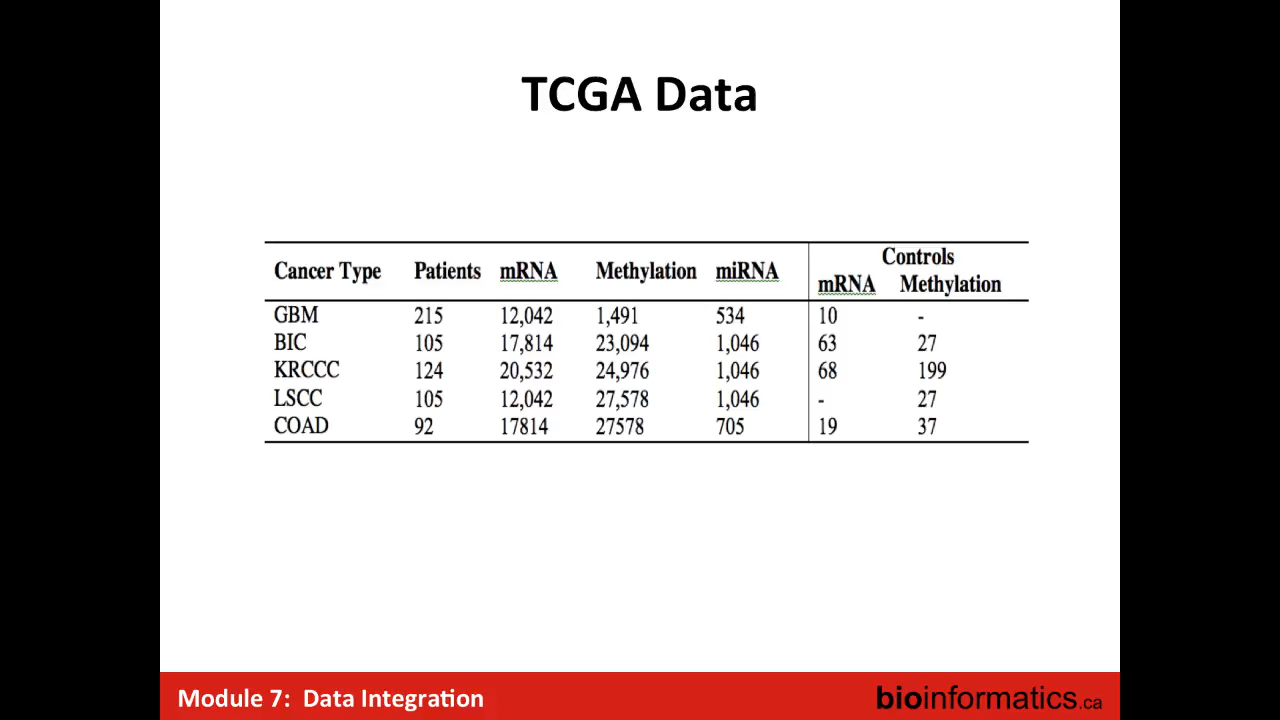 TCGA Data
Controls
Cancer Type Patients mRNA Methylation miRNA mRNA Methylation
GBM 215 12,042 1,491 534 10 -
BIC 105 17,814 23,094 1,046 63 27
KRCCC 124 20,532 24,976 1,046 68 199
LSCC 105 12,042 27,578 1,046 - 27
COAD 92 17814 27578 705 19 37
Module 7: Data Integration bioinformatics.ca